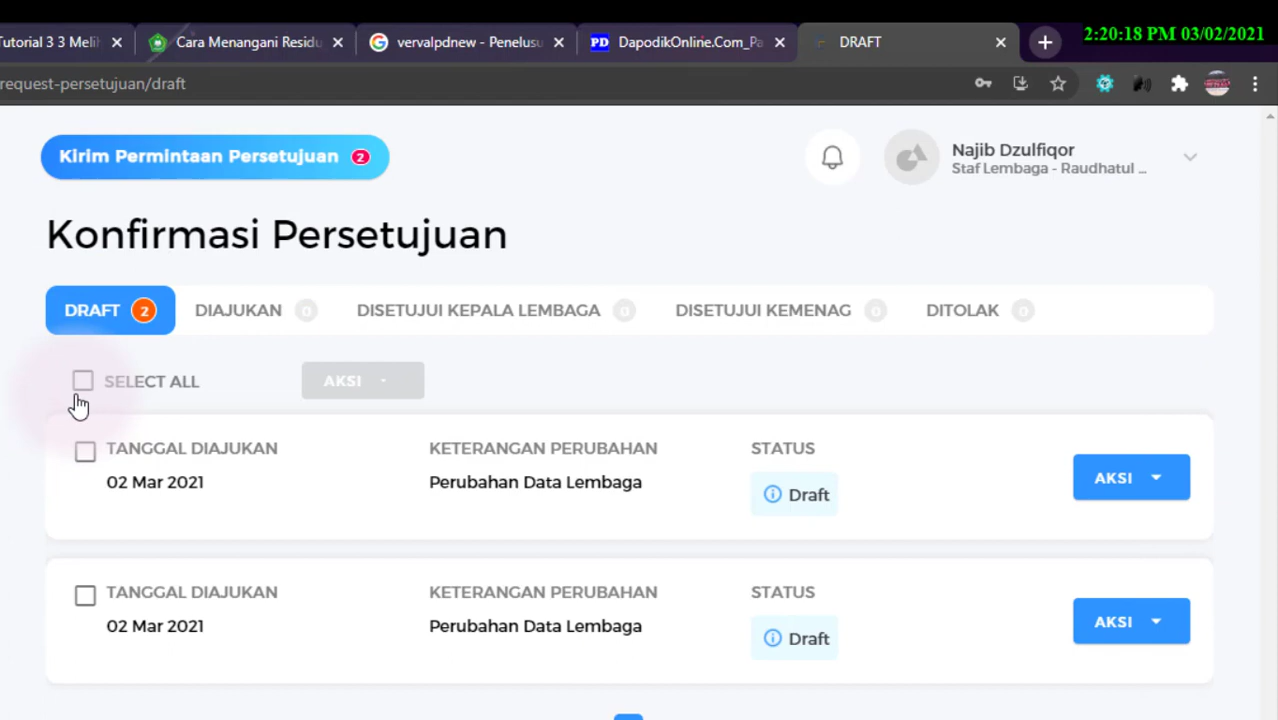 Tutorial 3 3 Meli
Cara Menangani Residu
vervalpdnew - Penelusu
PD
DapodikOnline.Com_Pa
DRAFT
2:20:18 PM 03/02/2021
request-persetujuan/draft
Kirim Permintaan Persetujuan 2
Najib Dzulfiqor
Staf Lembaga - Raudhatul ...
Konfirmasi Persetujuan
DRAFT 2
DIAJUKAN 0
DISETUJUI KEPALA LEMBAGA 0
DISETUJUI KEMENAG 0
DITOLAK 0
SELECT ALL
AKSI
TANGGAL DIAJUKAN
KETERANGAN PERUBAHAN
STATUS
02 Mar 2021
Perubahan Data Lembaga
Draft
AKSI
TANGGAL DIAJUKAN
KETERANGAN PERUBAHAN
STATUS
02 Mar 2021
Perubahan Data Lembaga
Draft
AKSI